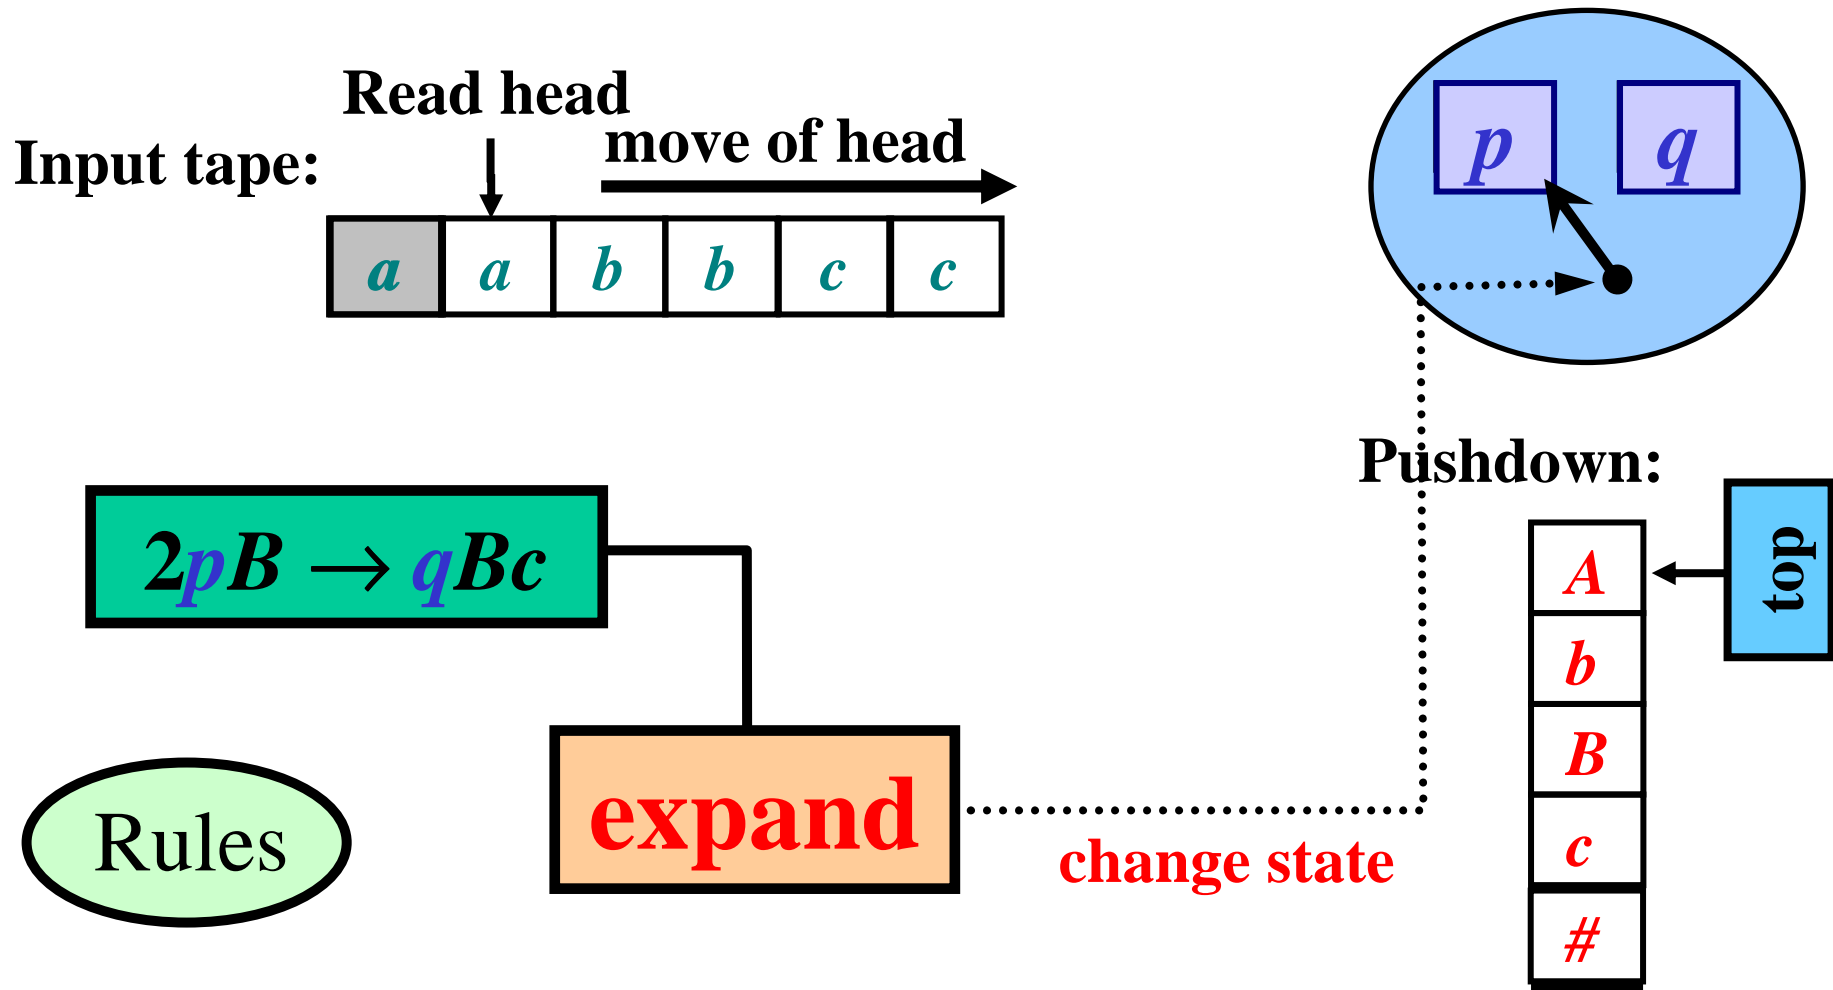 Read head
move of head
Input tape:
a a b b c c
p q
Pushdown:
2pB → qBc
top
A
b
B
c
#
expand
Rules
change state